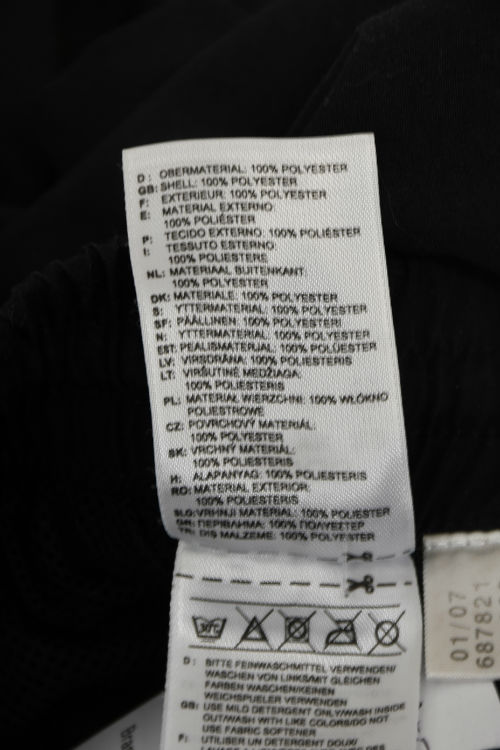 D: OBERMATERIAL: 100% POLYESTER
GB: SHELL: 100% POLYESTER
F: EXTERIEUR: 100% POLYESTER
E: MATERIAL EXTERNO:
100% POLIÉSTER
P: TECIDO EXTERNO: 100% POLIÉSTER
I: TESSUTO ESTERNO:
100% POLIESTERE
NL: MATERIAAL BUITENKANT:
100% POLYESTER
DK: MATERIALE: 100% POLYESTER
S: YTTERMATERIAL: 100% POLYESTER
SF: PÄÄLLINEN: 100% POLYESTERI
N: YTTERMATERIAL: 100% POLYESTER
EST: PEALISMATERJAL: 100% POLÜESTER
LV: VIRSDRĀNA: 100% POLIESTERIS
LT: VIRŠUTINĖ MEDŽIAGA:
100% POLIESTERIS
PL: MATERIAŁ WIERZCHNI: 100% WŁÓKNO
POLIESTROWE
CZ: POVRCHOVÝ MATERIÁL:
100% POLYESTER
SK: VRCHNÝ MATERIÁL:
100% POLIESTERIS
H: ALAPANYAG: 100% POLIESTERIS
RO: MATERIAL EXTERIOR:
100% POLIESTERIS
SLO: VRHNJI MATERIAL: 100% POLIESTER
GR: ΠΕΡΙΒΛΗΜΑ: 100% ΠΟΛΥΕΣΤΕΡ
TR: DIS MALZEME: 100% POLYESTER
30°C
D: BITTE FEINWASCHMITTEL VERWENDEN/
WASCHEN VON LINKS/MIT GLEICHEN
FARBEN WASCHEN/KEINEN
WEICHSPUELER VERWENDEN
GB: USE MILD DETERGENT ONLY/WASH INSIDE
OUT/WASH WITH LIKE COLORS/DO NOT
USE FABRIC SOFTENER
F: UTILISER UN DETERGENT DOUX/
01/07
687821